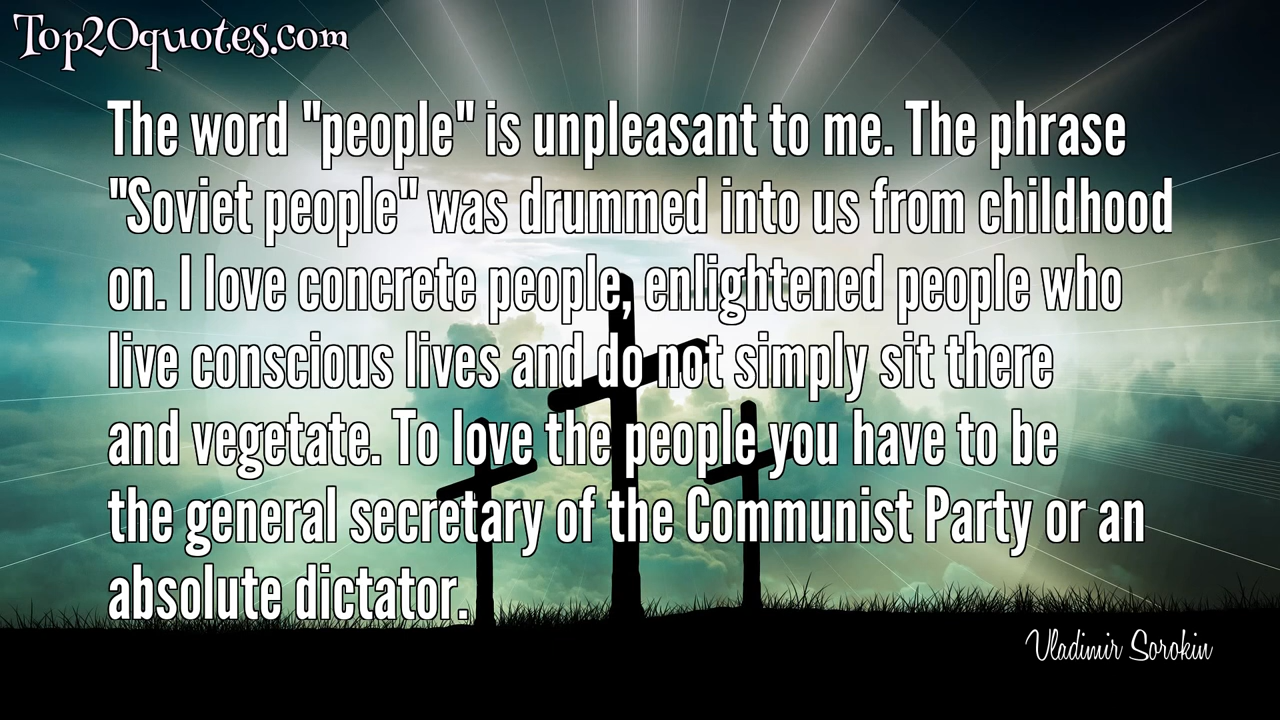 Top20quotes.com
The word "people" is unpleasant to me. The phrase
"Soviet people" was drummed into us from childhood
on. I love concrete people, enlightened people who
live conscious lives and do not simply sit there
and vegetate. To love the people you have to be
the general secretary of the Communist Party or an
absolute dictator.
Vladimir Sorokin